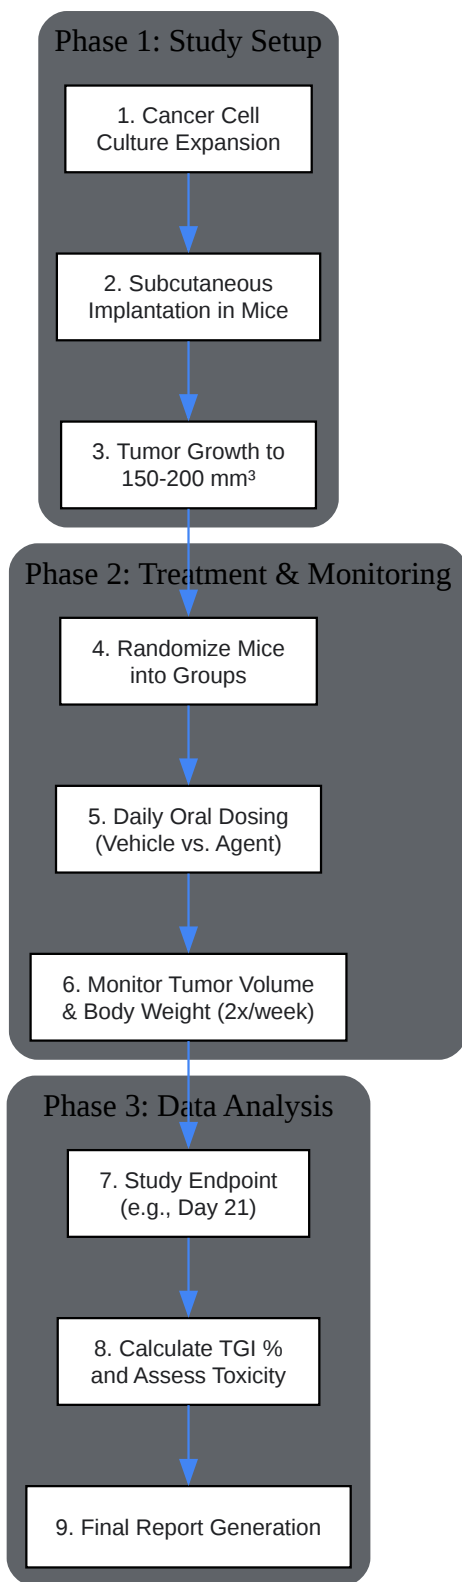 Phase 1: Study Setup
1. Cancer Cell
Culture Expansion
2. Subcutaneous
Implantation in Mice
3. Tumor Growth to
150-200 mm³
Phase 2: Treatment & Monitoring
4. Randomize Mice
into Groups
5. Daily Oral Dosing
(Vehicle vs. Agent)
6. Monitor Tumor Volume
& Body Weight (2x/week)
Phase 3: Data Analysis
7. Study Endpoint
(e.g., Day 21)
8. Calculate TGI %
and Assess Toxicity
9. Final Report Generation